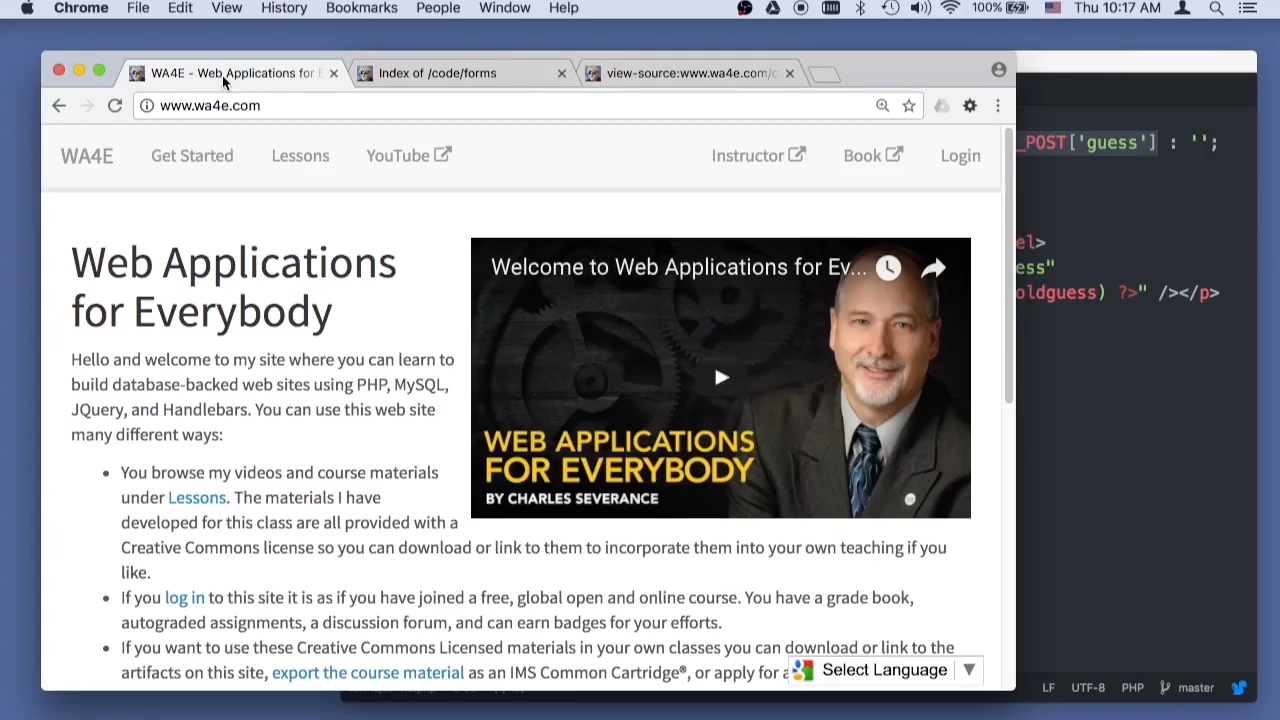 Chrome File Edit View History Bookmarks People Window Help 100% Thu 10:17 AM
WA4E - Web Applications for E
Index of /code/forms
view-source:www.wa4e.com/c
www.wa4e.com
WA4E Get Started Lessons YouTube Instructor Book Login
Web Applications
for Everybody
Hello and welcome to my site where you can learn to
build database-backed web sites using PHP, MySQL,
JQuery, and Handlebars. You can use this web site
many different ways:
• You browse my videos and course materials
under Lessons. The materials I have
developed for this class are all provided with a
Creative Commons license so you can download or link to them to incorporate them into your own teaching if you
like.
• If you log in to this site it is as if you have joined a free, global open and online course. You have a grade book,
autograded assignments, a discussion forum, and can earn badges for your efforts.
• If you want to use these Creative Commons Licensed materials in your own classes you can download or link to the
artifacts on this site, export the course material as an IMS Common Cartridge®, or apply for a
Welcome to Web Applications for Ev...
WEB APPLICATIONS
FOR EVERYBODY
BY CHARLES SEVERANCE
Select Language ▼
_POST['guess'] : '';
el>
ess"
oldguess) ?>" /></p>
LF UTF-8 PHP master